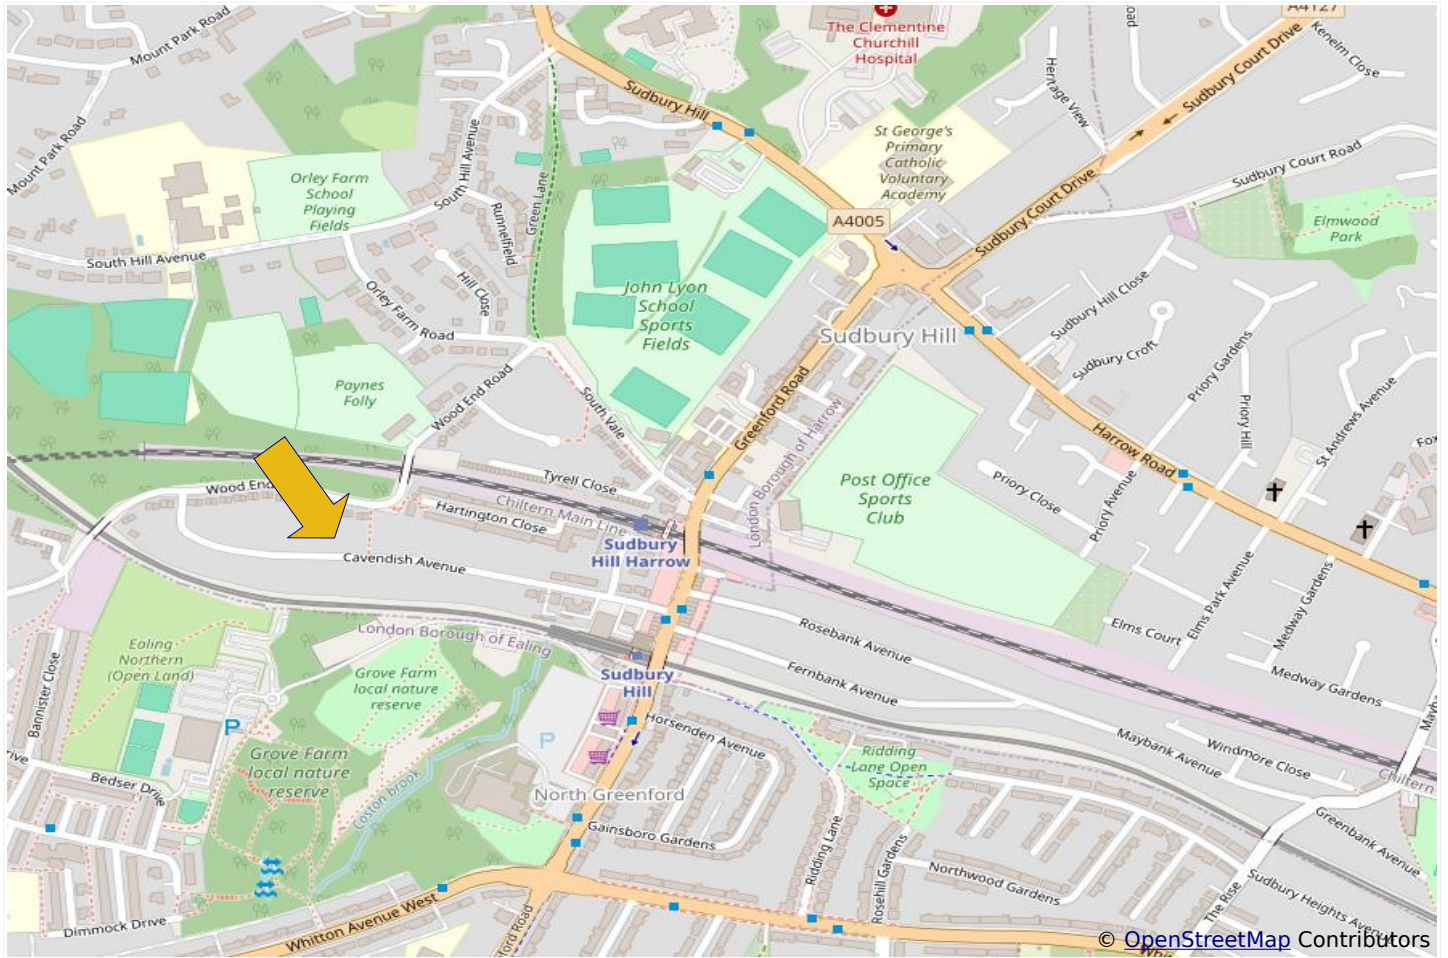 Mount Park Road
Mount Park Road
South Hill Avenue
South Hill Avenue
Orley Farm
School
Playing
Fields
Runnelfield
Green Lane
Hill Close
Orley Farm Road
Sudbury Hill
The Clementine
Churchill
Hospital
St George's
Primary
Catholic
Voluntary
Academy
A4005
A4127
Kenelm Close
Heritage View
Sudbury Court Drive
Sudbury Court Drive
Sudbury Court Road
Elmwood
Park
John Lyon
School
Sports
Fields
Sudbury Hill
Sudbury Hill Close
Sudbury Croft
Priory Gardens
Priory Hill
St Andrews Avenue
Paynes
Folly
Wood End Road
South Vale
Greenford Road
London Borough of Harrow
Harrow Road
Post Office
Sports
Club
Priory Close
Priory Avenue
Wood End
Tyrell Close
Hartington Close
Chiltern Main Line
Sudbury
Hill Harrow
Cavendish Avenue
London Borough of Ealing
Sudbury
Hill
Rosebank Avenue
Fernbank Avenue
Elms Court
Elms Park Avenue
Medway Gardens
Medway Gardens
Ealing
Northern
(Open Land)
Grove Farm
local nature
reserve
Grove Farm
local nature
reserve
Bannister Close
Bedser Drive
P
P
Coston brook
Horsenden Avenue
Ridding
Lane Open
Space
Maybank Avenue
Windmore Close
Chiltern
Greenbank Avenue
North Greenford
Gainsboro Gardens
Ridding Lane
Rosehill Gardens
Northwood Gardens
The Rise
Sudbury Heights Avenue
Dimmock Drive
Whitton Avenue West
© OpenStreetMap Contributors